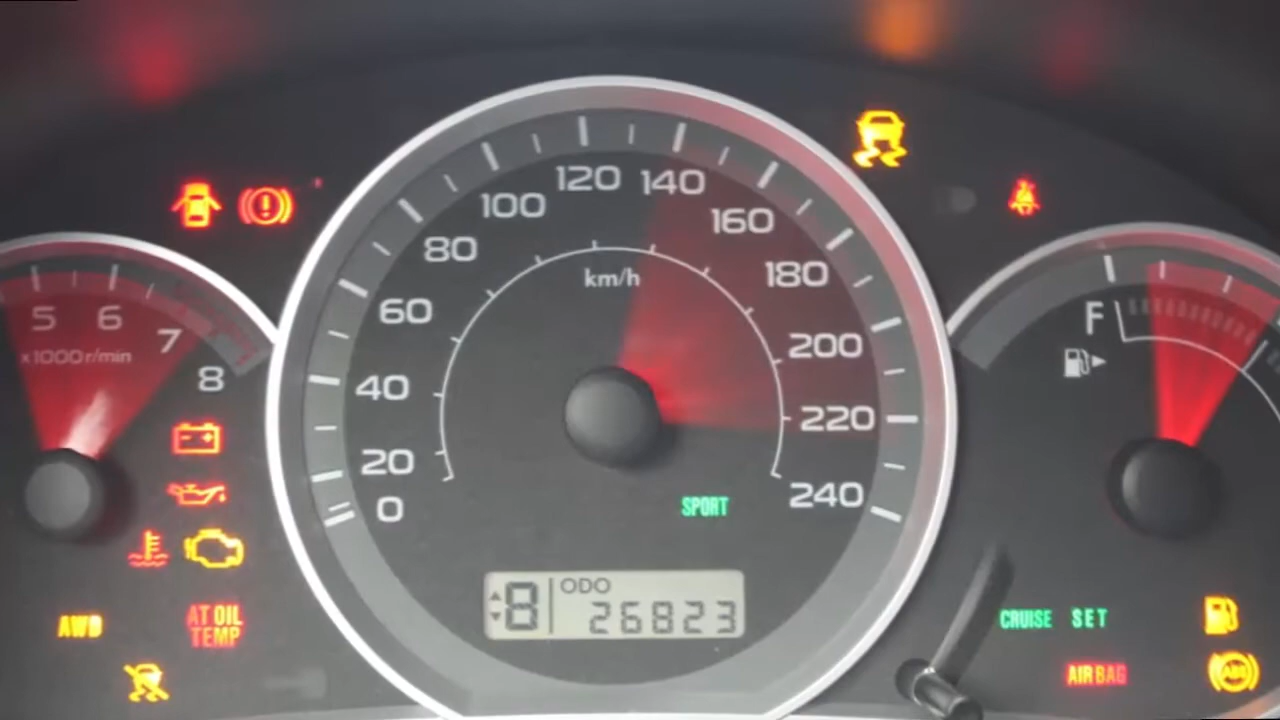 120
140
100
160
80
km/h
180
60
F
5
6
7
x1000r/min
200
8
40
220
20
240
0
SPORT
8
ODO
26823
AWD
AT OIL
TEMP
CRUISE SET
AIRBAG
ABS